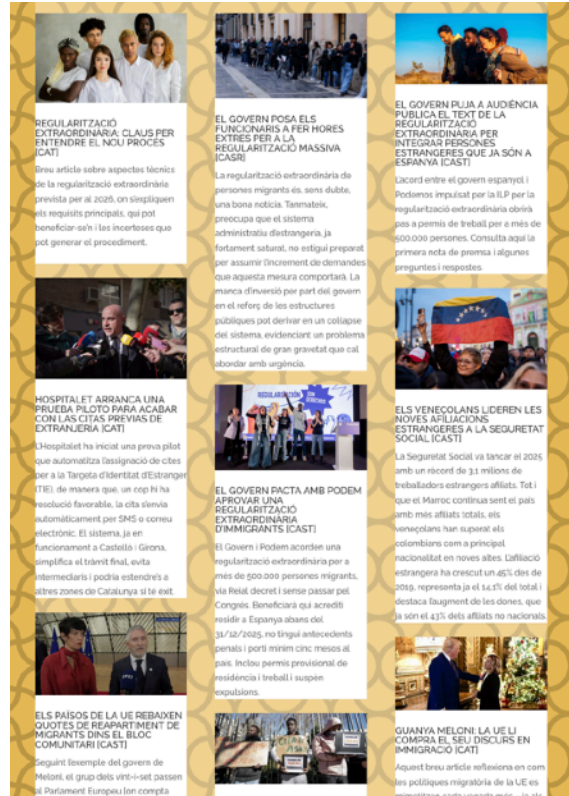 REGULARITZACIÓ
EXTRAORDINÀRIA: CLAUS PER
ENTENDRE EL NOU PROCÉS
[CAT]
Breu article sobre aspectes tècnics
de la regularització extraordinària
prevista per al 2026, on s'expliquen
els requisits principals, qui pot
beneficiar-se'n i les incerteses que
pot generar el procediment.
HOSPITALET ARRANCA UNA
PRUEBA PILOTO PARA ACABAR
CON LAS CITAS PREVIAS DE
EXTRANJERIA [CAT]
L'Hospitalet ha iniciat una prova pilot
que automatitza l'assignació de cites
per a la Targeta d'Identitat d'Estranger
(TIE), de manera que, un cop hi ha
resolució favorable, la cita s'envia
automàticament per SMS o correu
electrònic. El sistema, ja en
funcionament a Castelló i Girona,
simplifica el tràmit final, evita
intermediaris i podria estendre's a
altres zones de Catalunya si té èxit.
ELS PAÏSOS DE LA UE REBAIXEN
QUOTES DE REAPARTIMENT DE
MIGRANTS DINS EL BLOC
COMUNITARI [CAST]
Seguint l'exemple del govern de
Meloni, el grup dels vint-i-set passen
al Parlament Europeu (on compta
EL GOVERN POSA ELS
FUNCIONARIS A FER HORES
EXTRES PER A LA
REGULARITZACIÓ MASSIVA
[CASR]
La regularització extraordinària de
persones migrants és, sens dubte,
una bona notícia. Tanmateix,
preocupa que el sistema
administratiu d'estrangeria, ja
fortament saturat, no estigui preparat
per assumir l'increment de demandes
que aquesta mesura comportarà. La
manca d'inversió per part del govern
en el reforç de les estructures
públiques pot derivar en un col·lapse
del sistema, evidenciant un problema
estructural de gran gravetat que cal
abordar amb urgència.
REGULARIZACIÓN
SIN
DERECHOS
EL GOVERN PACTA AMB PODEM
APROVAR UNA
REGULARITZACIÓ
EXTRAORDINÀRIA
D'IMMIGRANTS [CAST]
El Govern i Podem acorden una
regularització extraordinària per a
més de 500.000 persones migrants,
via Reial decret i sense passar pel
Congrés. Beneficiarà qui acrediti
residir a Espanya abans del
31/12/2025, no tingui antecedents
penals i porti mínim cinc mesos al
país. Inclou permís provisional de
residència i treball i suspèn
expulsions.
EL GOVERN PUJA A AUDIÈNCIA
PÚBLICA EL TEXT DE LA
REGULARITZACIÓ
EXTRAORDINÀRIA PER
INTEGRAR PERSONES
ESTRANGERES QUE JA SÓN A
ESPANYA [CAST]
L'acord entre el govern espanyol i
Podemos impulsat per la ILP per la
regularització extraordinària obrirà
pas a permís de treball per a més de
500.000 persones. Consulta aquí la
primera nota de premsa i algunes
preguntes i respostes.
ELS VENEÇOLANS LIDEREN LES
NOVES AFILIACIONS
ESTRANGERES A LA SEGURETAT
SOCIAL [CAST]
La Seguretat Social va tancar el 2025
amb un rècord de 3,1 milions de
treballadors estrangers afiliats. Tot i
que el Marroc continua sent el país
amb més afiliats totals, els
veneçolans han superat els
colombians com a principal
nacionalitat en noves altes. L'afiliació
estrangera ha crescut un 45% des de
2019, representa ja el 14,1% del total i
destaca l'augment de les dones, que
ja són el 43% dels afiliats no nacionals.
GUANYA MELONI: LA UE LI
COMPRA EL SEU DISCURS EN
IMMIGRACIÓ [CAT]
Aquest breu article reflexiona en com
les polítiques migratòria de la UE es